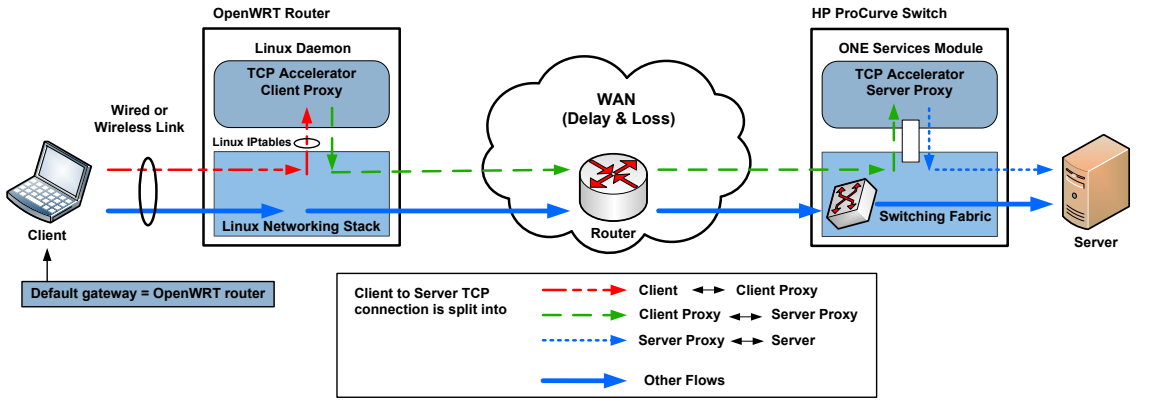 OpenWRT Router
HP ProCurve Switch
Linux Daemon
ONE Services Module
TCP Accelerator
Client Proxy
TCP Accelerator
Server Proxy
Wired or
Wireless Link
WAN
(Delay & Loss)
Linux IPtables
Linux Networking Stack
Router
Switching Fabric
Client
Server
Default gateway = OpenWRT router
Client to Server TCP
connection is split into
Client Client Proxy
Client Proxy Server Proxy
Server Proxy Server
Other Flows